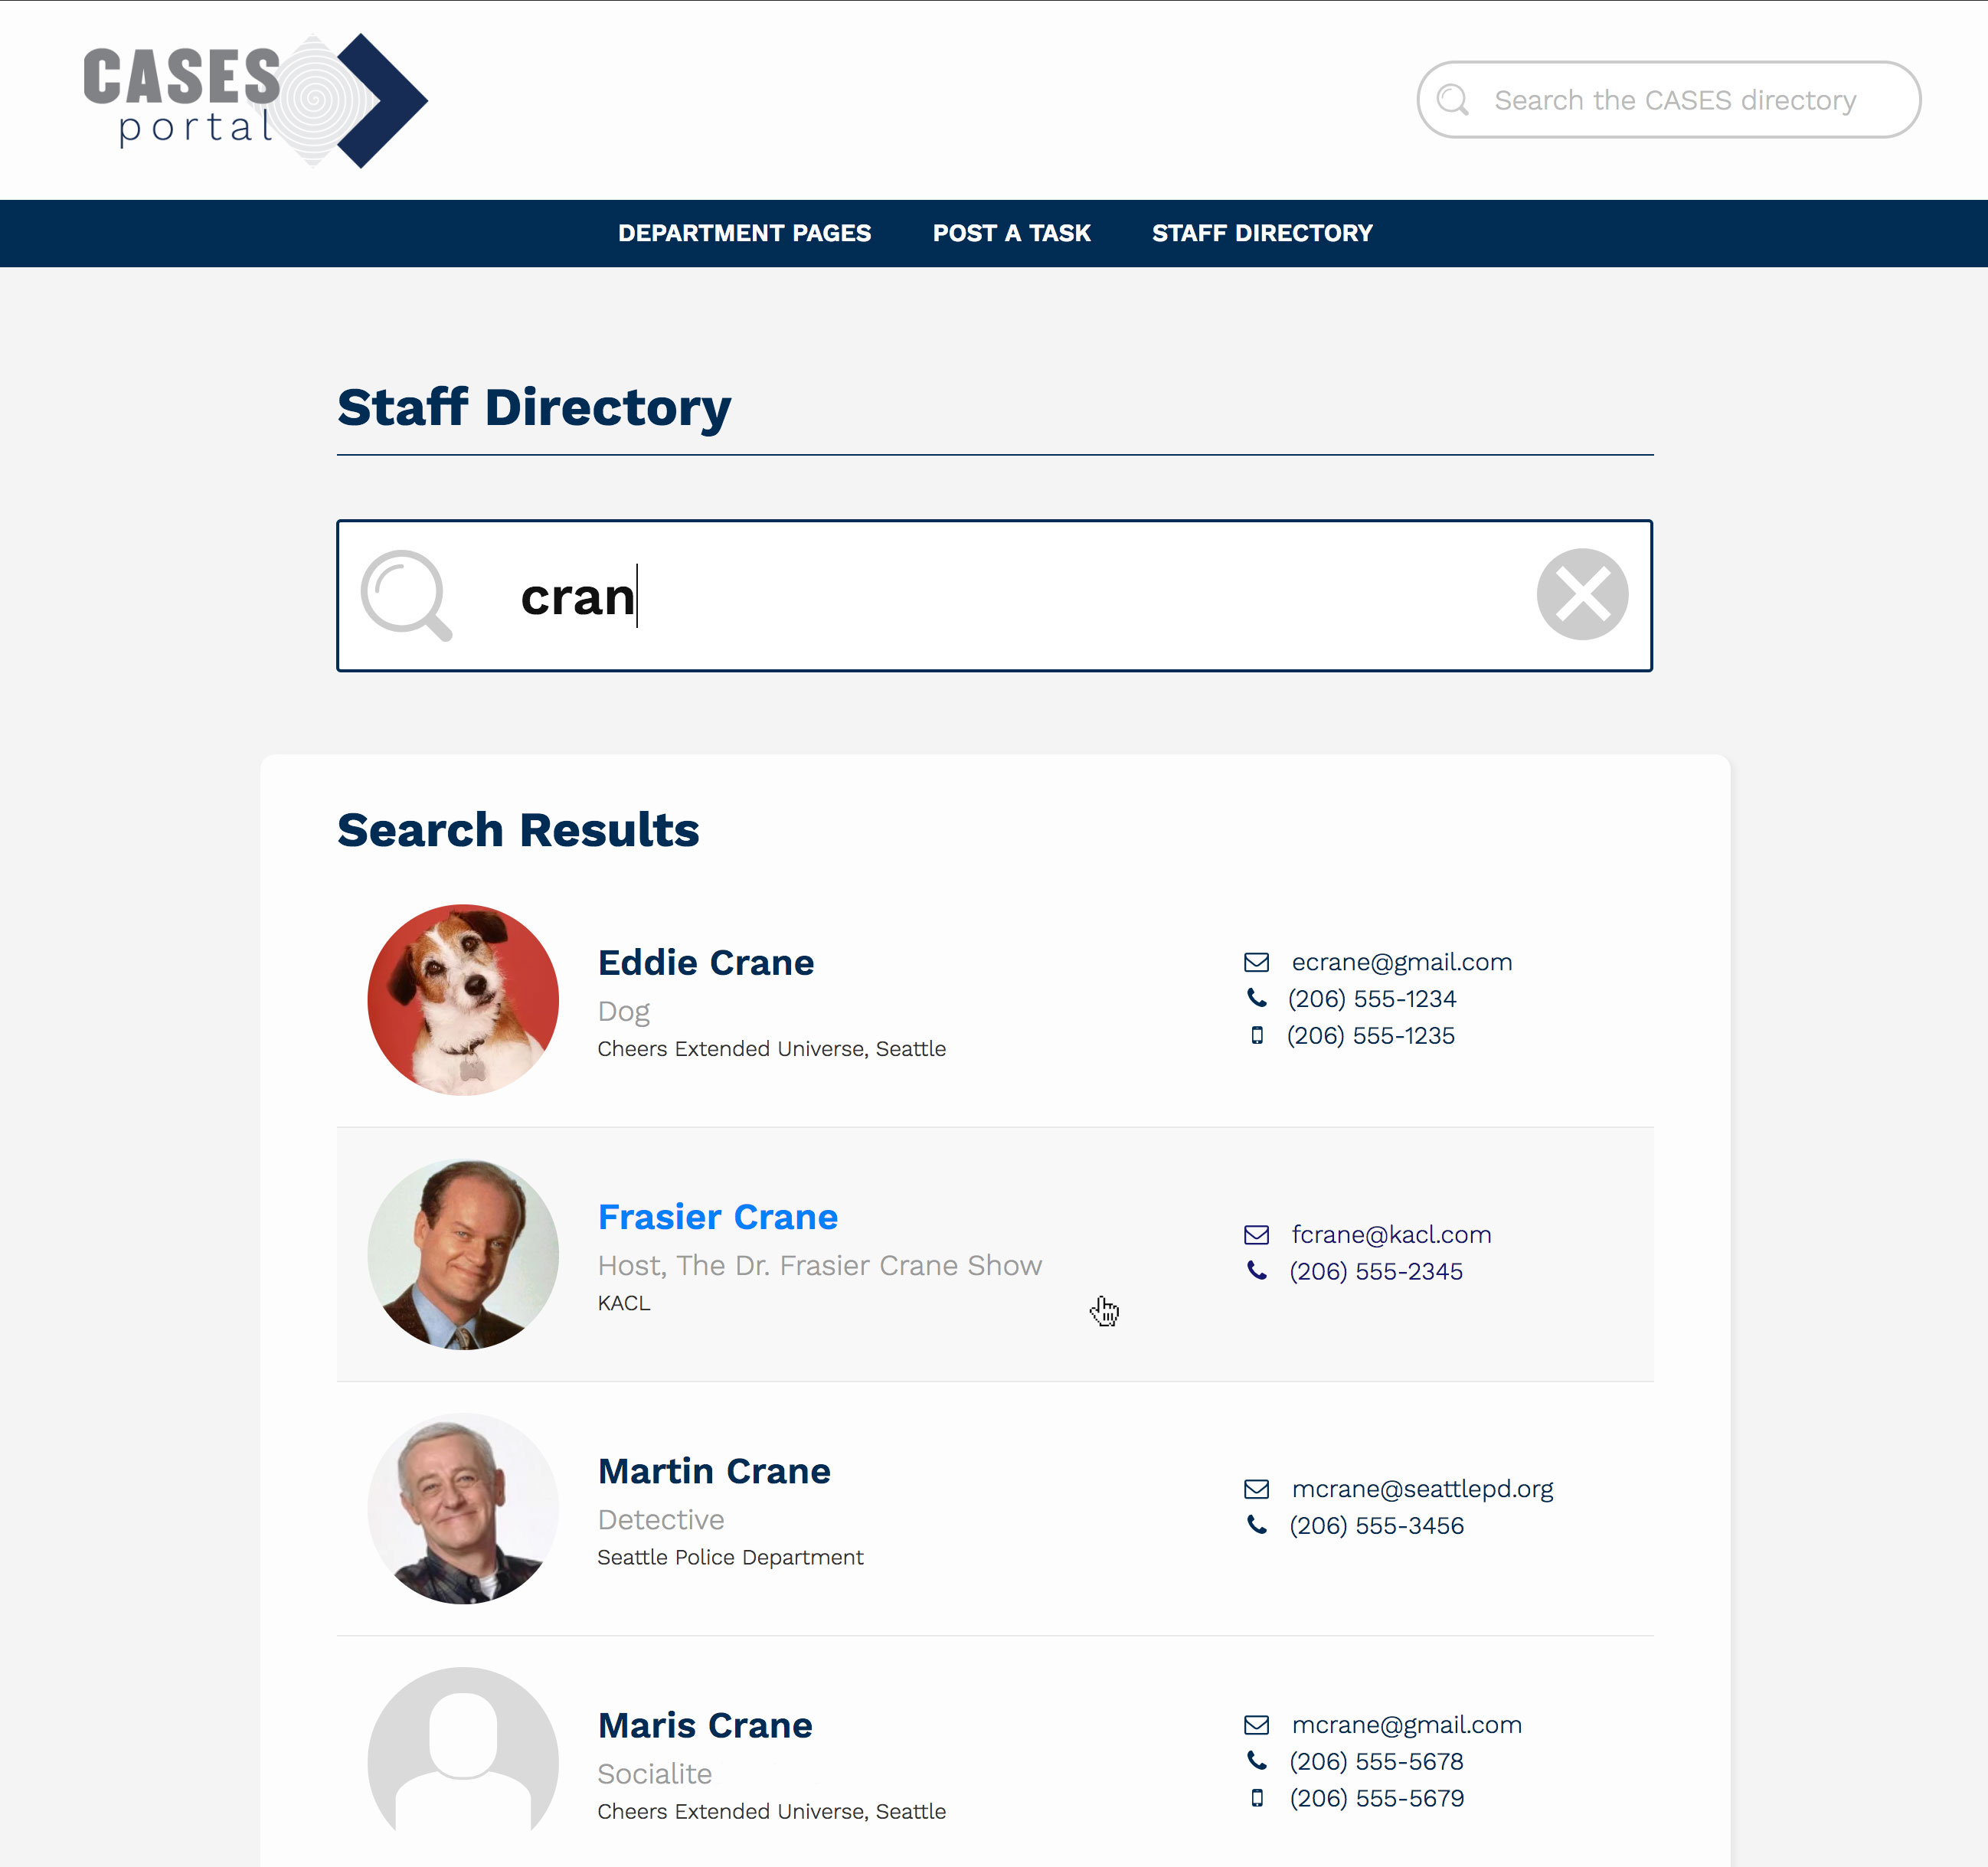 CASES
portal
Search the CASES directory
DEPARTMENT PAGES POST A TASK STAFF DIRECTORY
Staff Directory
cran
Search Results
Eddie Crane
Dog
Cheers Extended Universe, Seattle
ecrane@gmail.com
(206) 555-1234
(206) 555-1235
Frasier Crane
Host, The Dr. Frasier Crane Show
KACL
fcrane@kacl.com
(206) 555-2345
Martin Crane
Detective
Seattle Police Department
mcrane@seattlepd.org
(206) 555-3456
Maris Crane
Socialite
Cheers Extended Universe, Seattle
mcrane@gmail.com
(206) 555-5678
(206) 555-5679